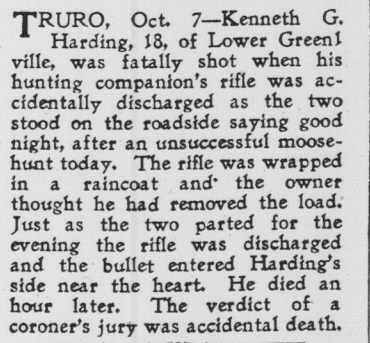 TRURO, Oct. 7—Kenneth G.
Harding, 18, of Lower Greenl
ville, was fatally shot when his
hunting companion's rifle was ac-
cidentally discharged as the two
stood on the roadside saying good
night, after an unsuccessful moose-
hunt today. The rifle was wrapped
in a raincoat and the owner
thought he had removed the load.
Just as the two parted for the
evening the rifle was discharged
and the bullet entered Harding's
side near the heart. He died an
hour later. The verdict of a
coroner's jury was accidental death.